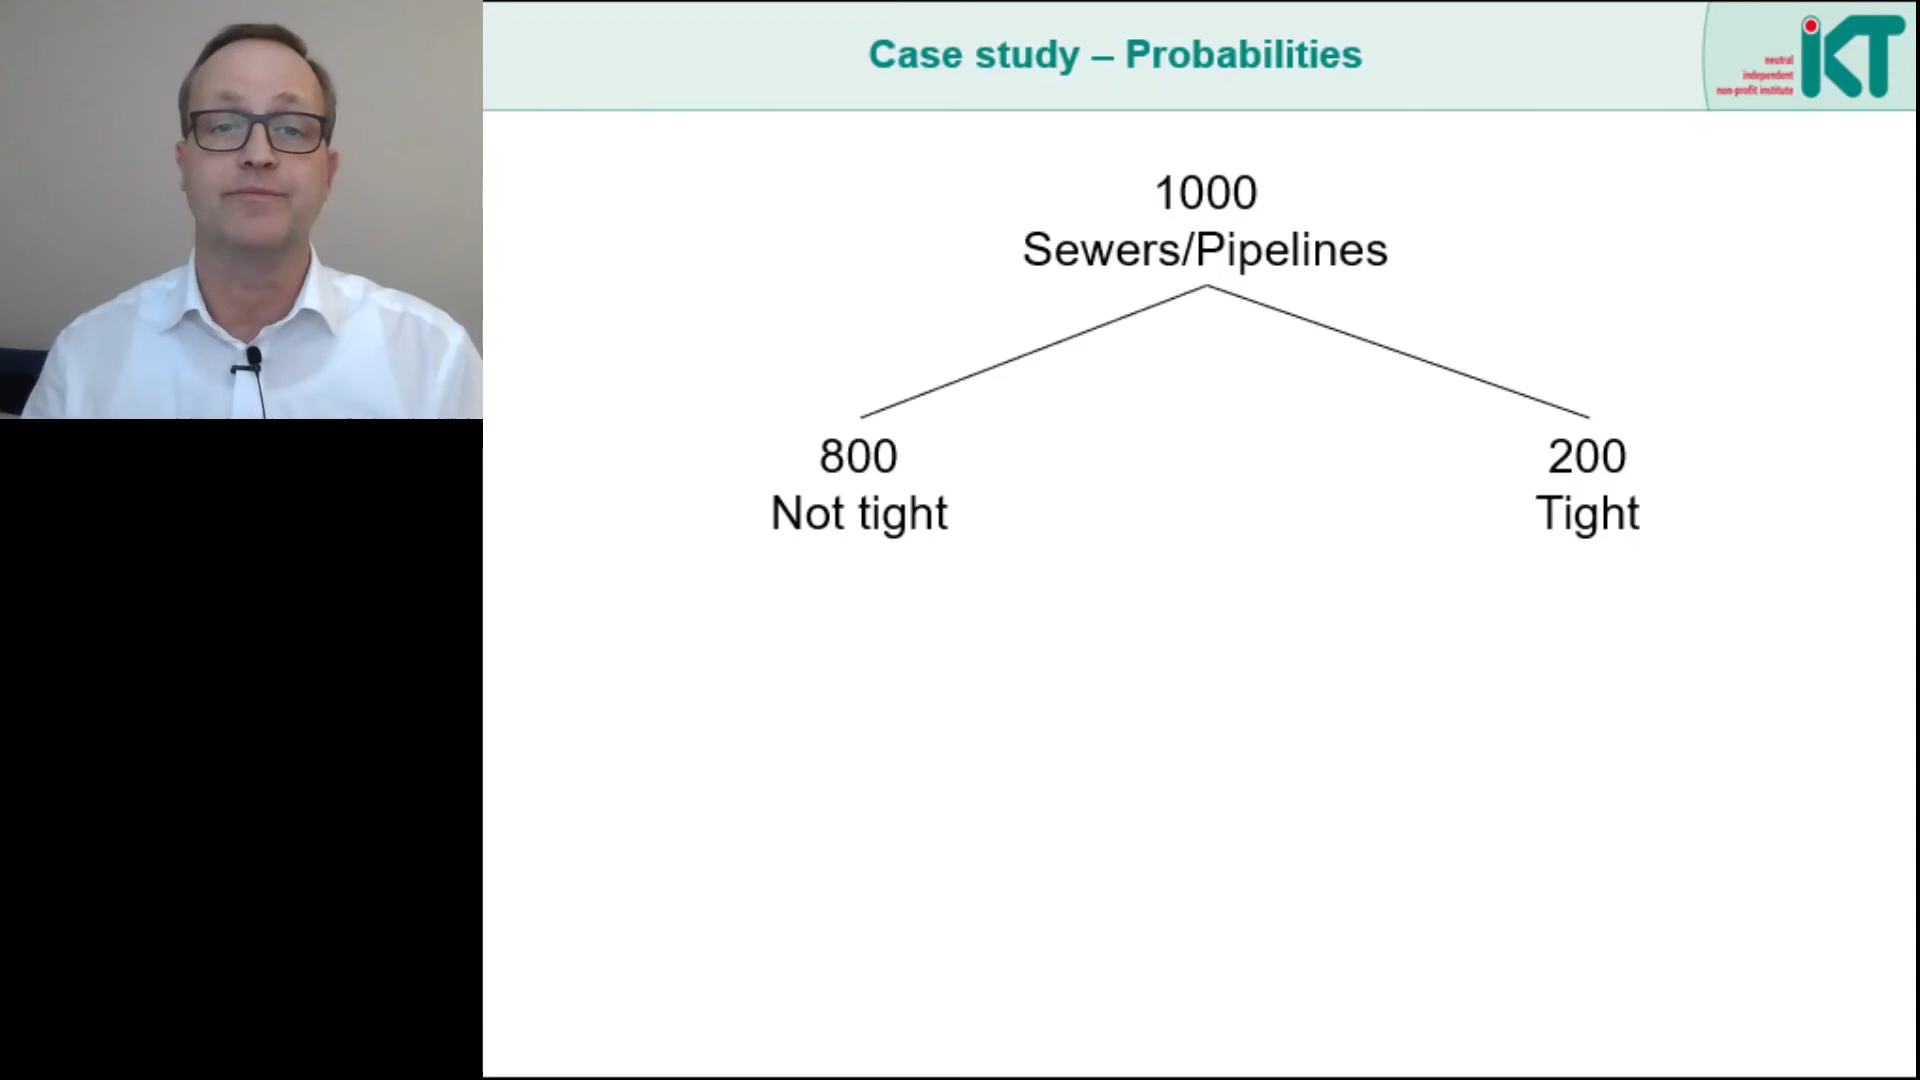 Case study – Probabilities
neutral
independent
non-profit institute
iKT
1000
Sewers/Pipelines
800
Not tight
200
Tight